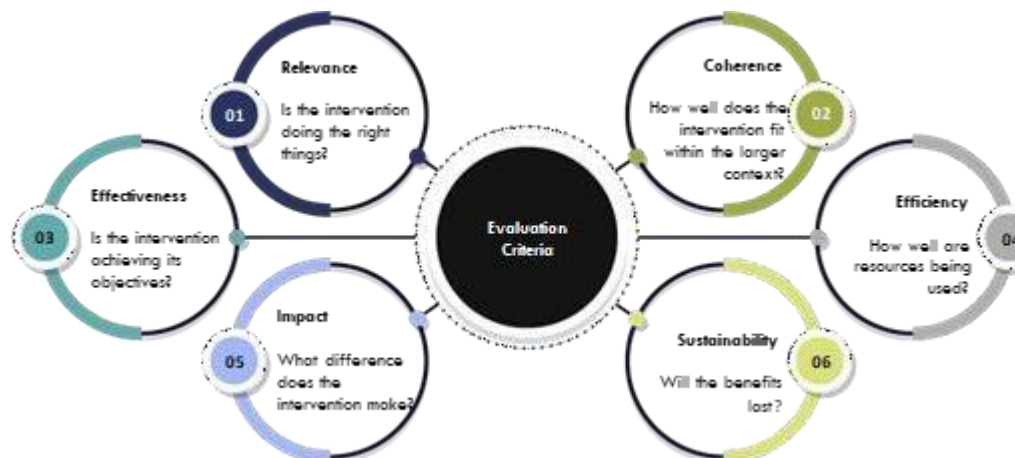 01
Relevance
Is the intervention
doing the right
things?
02
Coherence
How well does the
intervention fit
within the larger
context?
03
Effectiveness
Is the intervention
achieving its
objectives?
Evaluation
Criteria
04
Efficiency
How well are
resources being
used?
05
Impact
What difference
does the
intervention make?
06
Sustainability
Will the benefits
last?